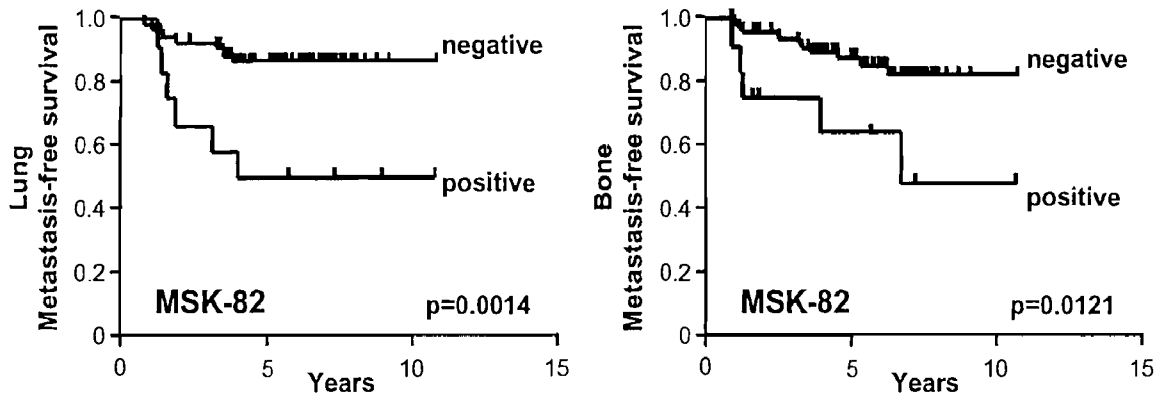 Lung
Metastasis-free survival
1.0
0.8
0.6
0.4
0.2
0
negative
positive
MSK-82
p=0.0014
0
5
10
15
Years
Bone
Metastasis-free survival
1.0
0.8
0.6
0.4
0.2
0
negative
positive
MSK-82
p=0.0121
0
5
10
15
Years